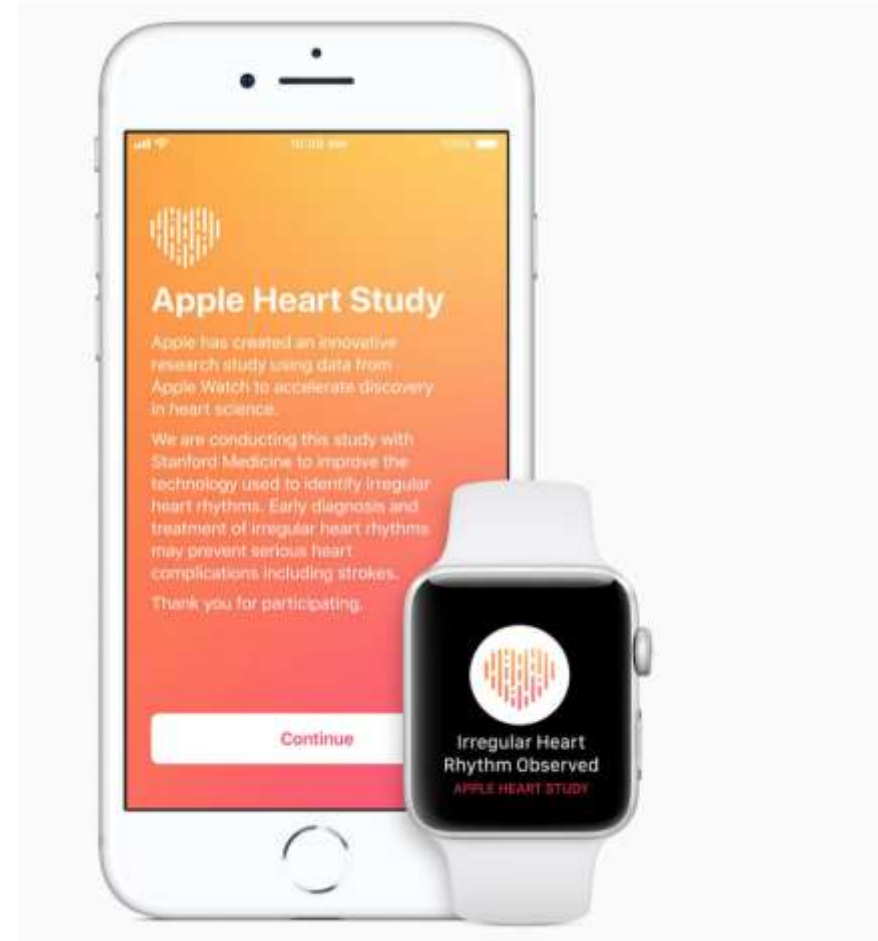 Apple Heart Study
Apple has created an innovative
research study using data from
Apple Watch to accelerate discovery
in heart science.
We are conducting this study with
Stanford Medicine to improve the
technology used to identify irregular
heart rhythms. Early diagnosis and
treatment of irregular heart rhythms
may prevent serious heart
complications including strokes.
Thank you for participating.
Continue
Irregular Heart
Rhythm Observed
APPLE HEART STUDY